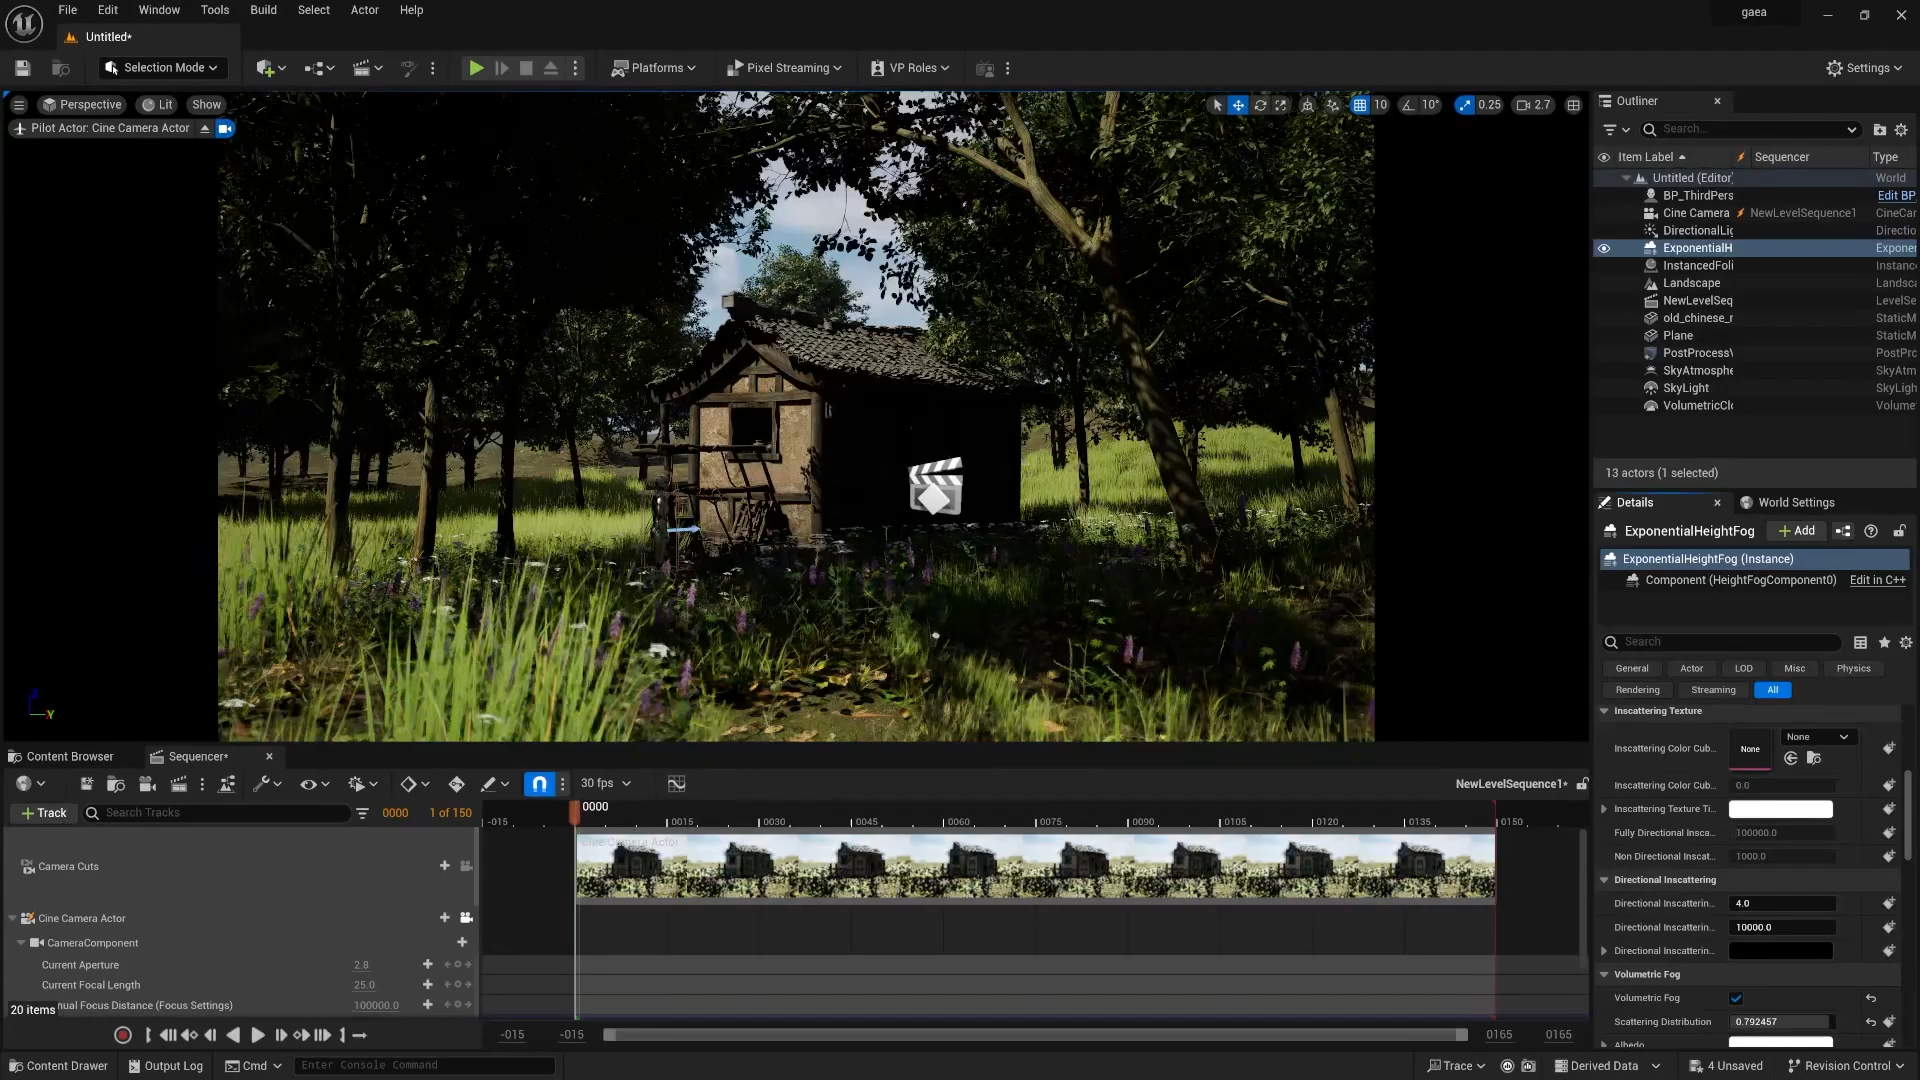 File Edit Window Tools Build Select Actor Help
gaea
Untitled*
Selection Mode
Platforms
Pixel Streaming
VP Roles
Settings
Perspective Lit Show
10 10° 0.25 2.7
Pilot Actor: Cine Camera Actor
Outliner
Search...
Item Label Sequencer Type
Untitled (Editor) World
BP_ThirdPers Edit BP
Cine Camera NewLevelSequence1 CineCar
DirectionalLig Directio
ExponentialH Exponer
InstancedFoli Instanc
Landscape Landsca
NewLevelSeq LevelSe
old_chinese_r StaticM
Plane StaticM
PostProcessV PostPro
SkyAtmosphe SkyAtm
SkyLight SkyLigh
VolumetricClo Volume
13 actors (1 selected)
Details World Settings
ExponentialHeightFog Add
ExponentialHeightFog (Instance)
Component (HeightFogComponent0) Edit in C++
Search
General Actor LOD Misc Physics
Rendering Streaming All
Inscattering Texture
Inscattering Color Cub... None None
Inscattering Color Cub... 0.0
Inscattering Texture Ti...
Fully Directional Insca... 100000.0
Non Directional Inscat... 1000.0
Directional Inscattering
Directional Inscatterin... 4.0
Directional Inscatterin... 10000.0
Directional Inscatterin...
Volumetric Fog
Volumetric Fog
Scattering Distribution 0.792457
Albedo
Content Browser Sequencer*
30 fps
NewLevelSequence1*
Track Search Tracks 0000 1 of 150
0000
-015 0015 0030 0045 0060 0075 0090 0105 0120 0135 0150
Cine Camera Actor
Camera Cuts
Cine Camera Actor
CameraComponent
Current Aperture 2.8
Current Focal Length 25.0
nual Focus Distance (Focus Settings) 100000.0
20 items
-015 -015 0165 0165
Content Drawer Output Log Cmd Enter Console Command
Trace Derived Data 4 Unsaved Revision Control